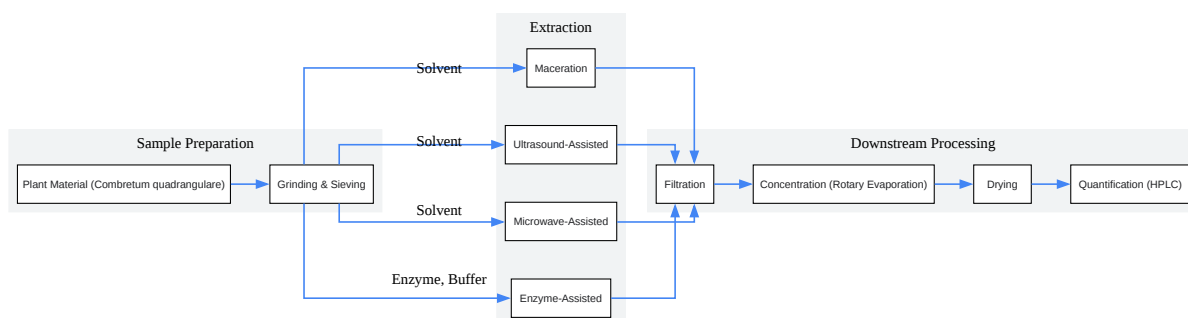 Extraction
Solvent
Maceration
Sample Preparation
Solvent
Ultrasound-Assisted
Downstream Processing
Plant Material (Combretum quadrangulare)
Grinding & Sieving
Filtration
Concentration (Rotary Evaporation)
Drying
Quantification (HPLC)
Solvent
Microwave-Assisted
Enzyme, Buffer
Enzyme-Assisted